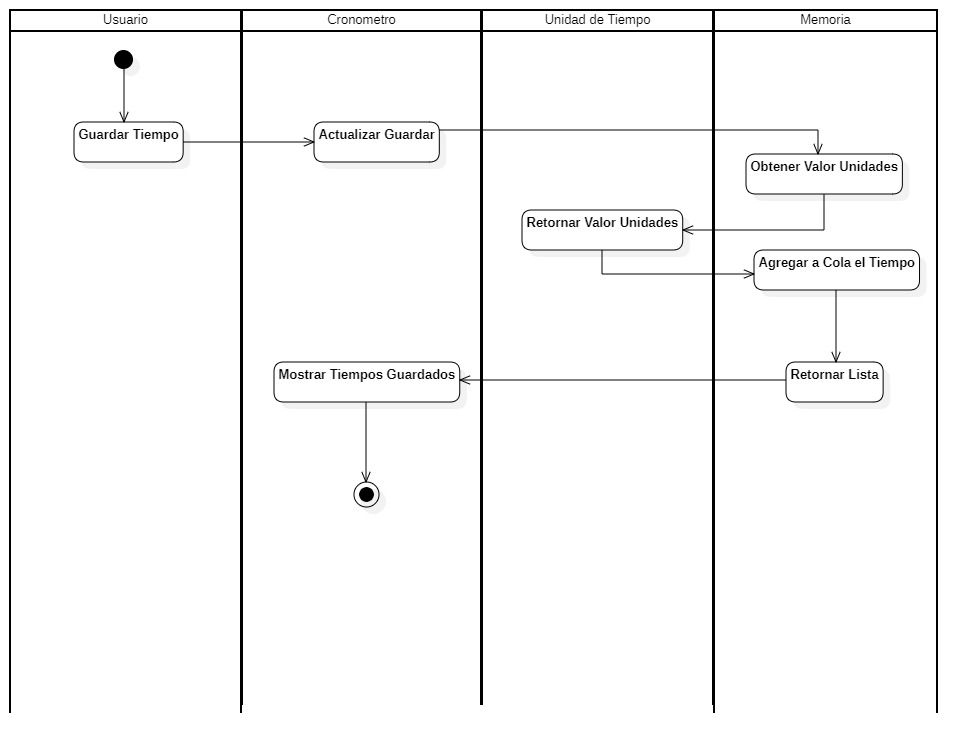 Usuario
Cronometro
Unidad de Tiempo
Memoria
Guardar Tiempo
Actualizar Guardar
Obtener Valor Unidades
Retornar Valor Unidades
Agregar a Cola el Tiempo
Mostrar Tiempos Guardados
Retornar Lista